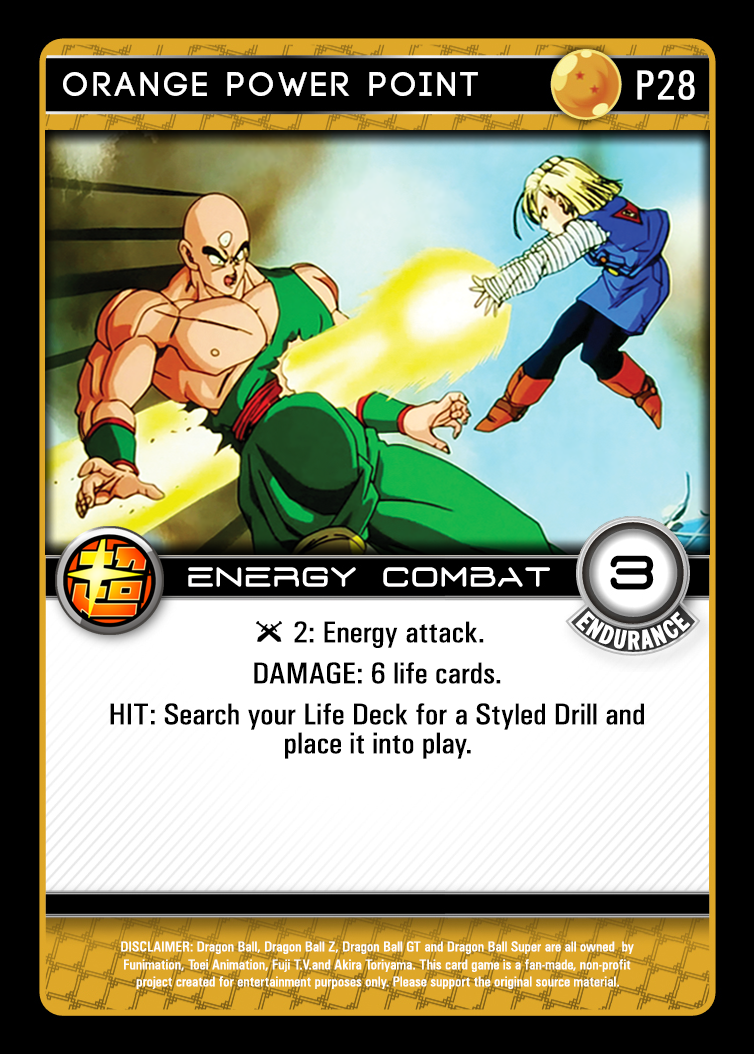 ORANGE POWER POINT
P28
ENERGY COMBAT
3
ENDURANCE
2: Energy attack.
DAMAGE: 6 life cards.
HIT: Search your Life Deck for a Styled Drill and
place it into play.
DISCLAIMER: Dragon Ball, Dragon Ball Z, Dragon Ball GT and Dragon Ball Super are all owned by
Funimation, Toei Animation, Fuji T.V.and Akira Toriyama. This card game is a fan-made, non-profit
project created for entertainment purposes only. Please support the original source material.